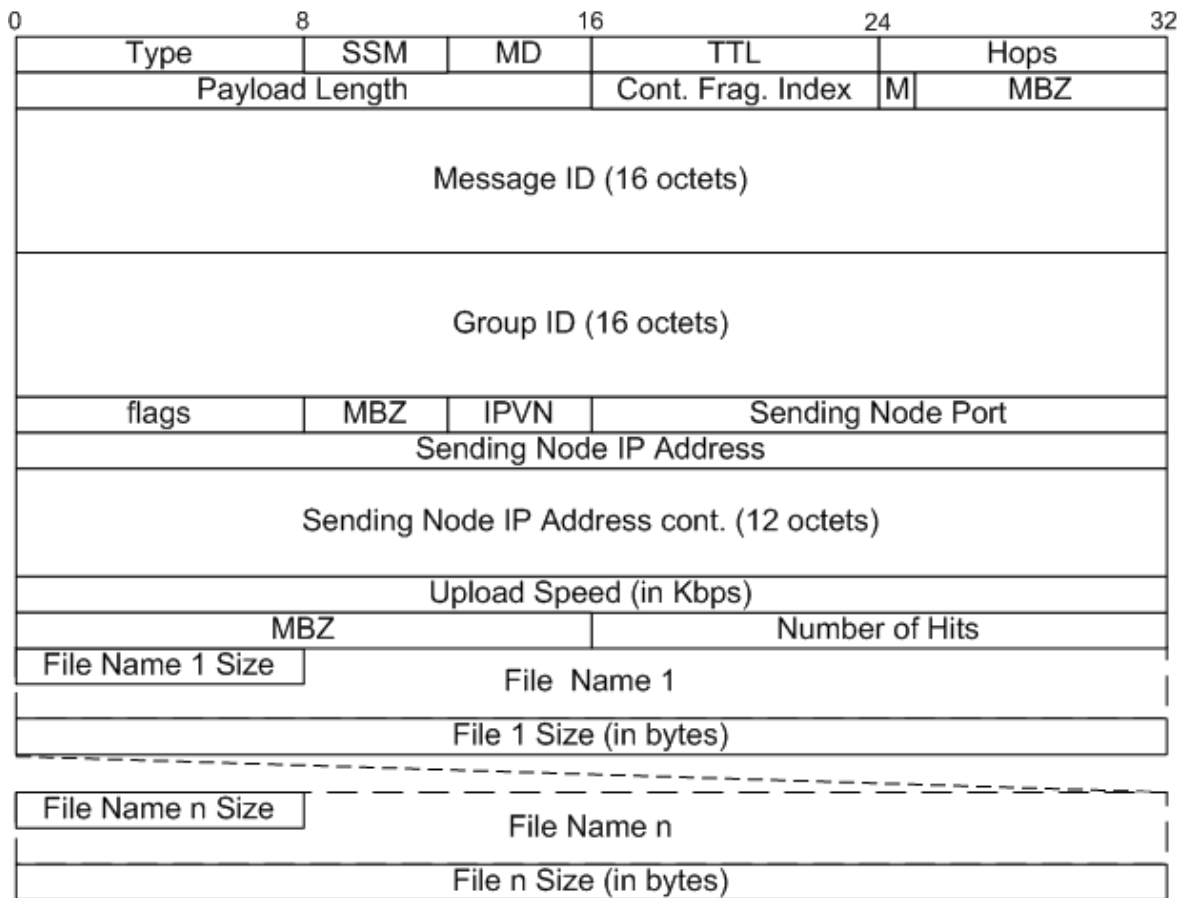 0 8 16 24 32
Type SSM MD TTL Hops
Payload Length Cont. Frag. Index M MBZ
Message ID (16 octets)
Group ID (16 octets)
flags MBZ IPVN Sending Node Port
Sending Node IP Address
Sending Node IP Address cont. (12 octets)
Upload Speed (in Kbps)
MBZ Number of Hits
File Name 1 Size
File Name 1
File 1 Size (in bytes)
File Name n Size
File Name n
File n Size (in bytes)